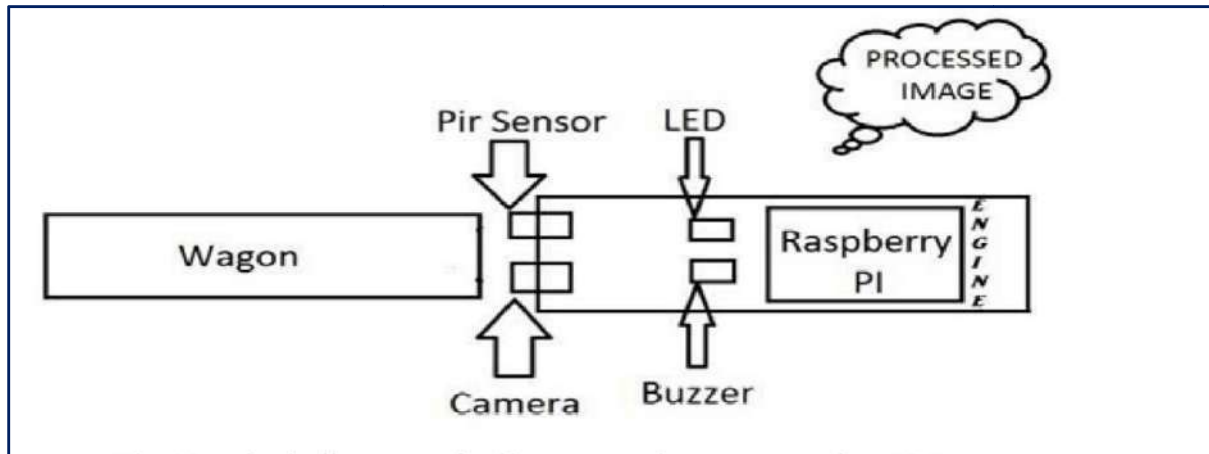 PROCESSED
IMAGE
Pir Sensor
LED
Wagon
Raspberry
PI
ENGINE
Camera
Buzzer